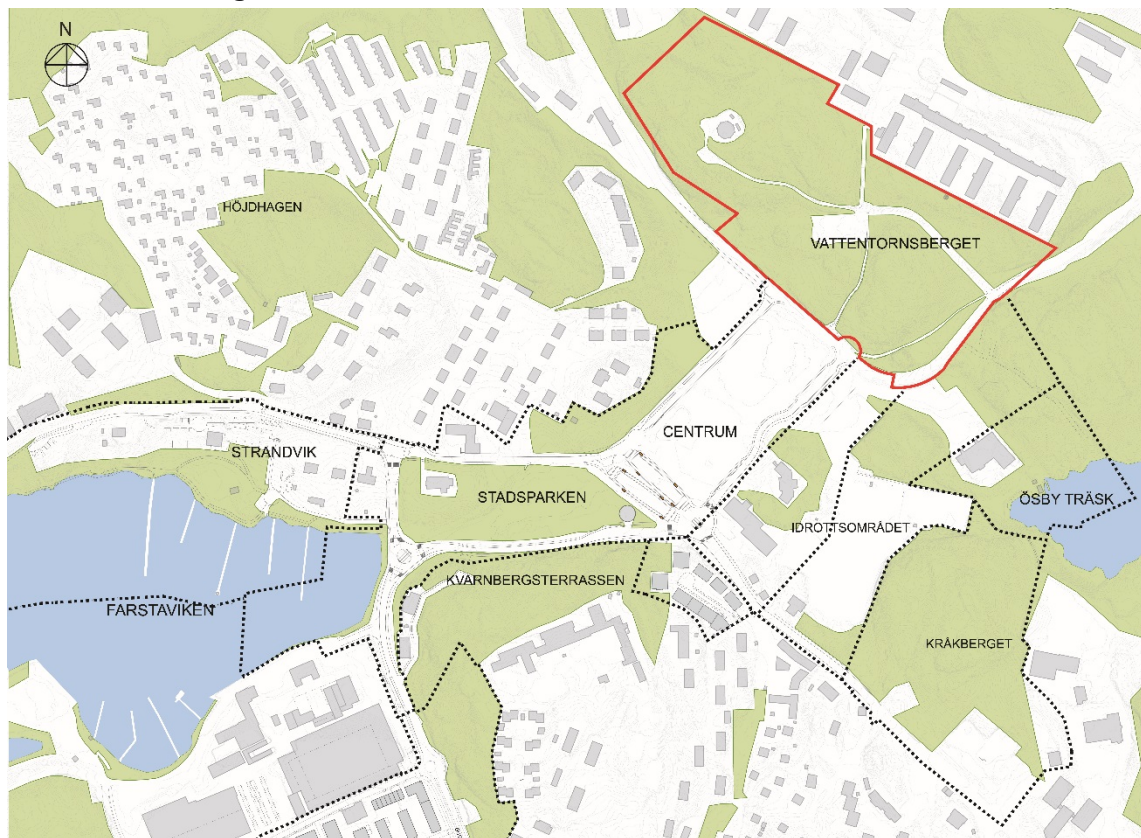 N
HÖJDHAGEN
VATTENTORNSBERGET
CENTRUM
STRANDVIK
STADSPARKEN
ÖSBY TRÄSK
IDROTTSOMRÅDET
KVARNBERGSTERRASSEN
FARSTAVIKEN
KRÅKBERGET